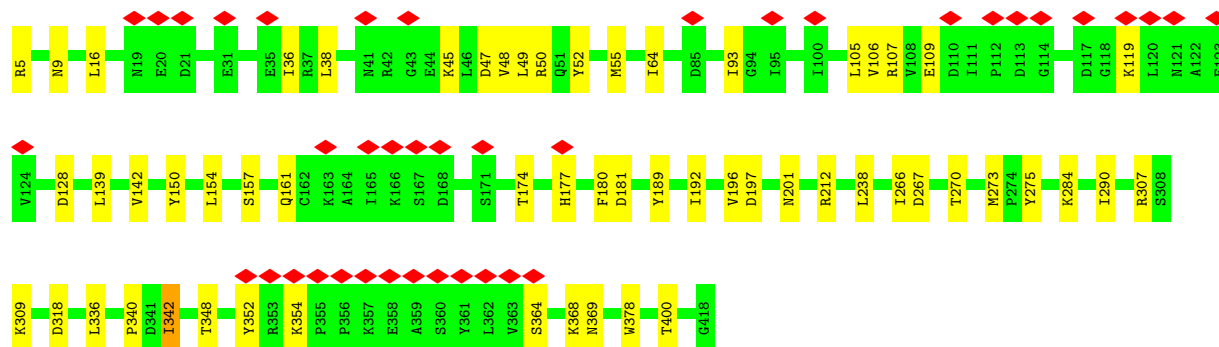 R5 N9 L16 N19 E20 D21 E31 E35 I36 R37 L38 N41 R42 G43 E44 K45 L46 D47 V48 L49 R50 Q51 Y52 M55 I64 D85 I93 G94 I95 I100 L105 V106 R107 V108 E109 D110 I111 P112 D113 G114 D117 G118 K119 L120 N121 A122
V124 D128 L139 V142 Y150 L154 S157 Q161 C162 K163 A164 I165 K166 S167 D168 S171 T174 H177 F180 D181 Y189 I192 V196 D197 N201 R212 L238 I266 D267 T270 M273 P274 Y275 K284 I290 R307 S308
K309 D318 L336 P340 D341 I342 T348 Y352 R353 K354 P355 P356 K357 E358 A359 S360 Y361 L362 V363 S364 K368 N369 W378 T400 G418